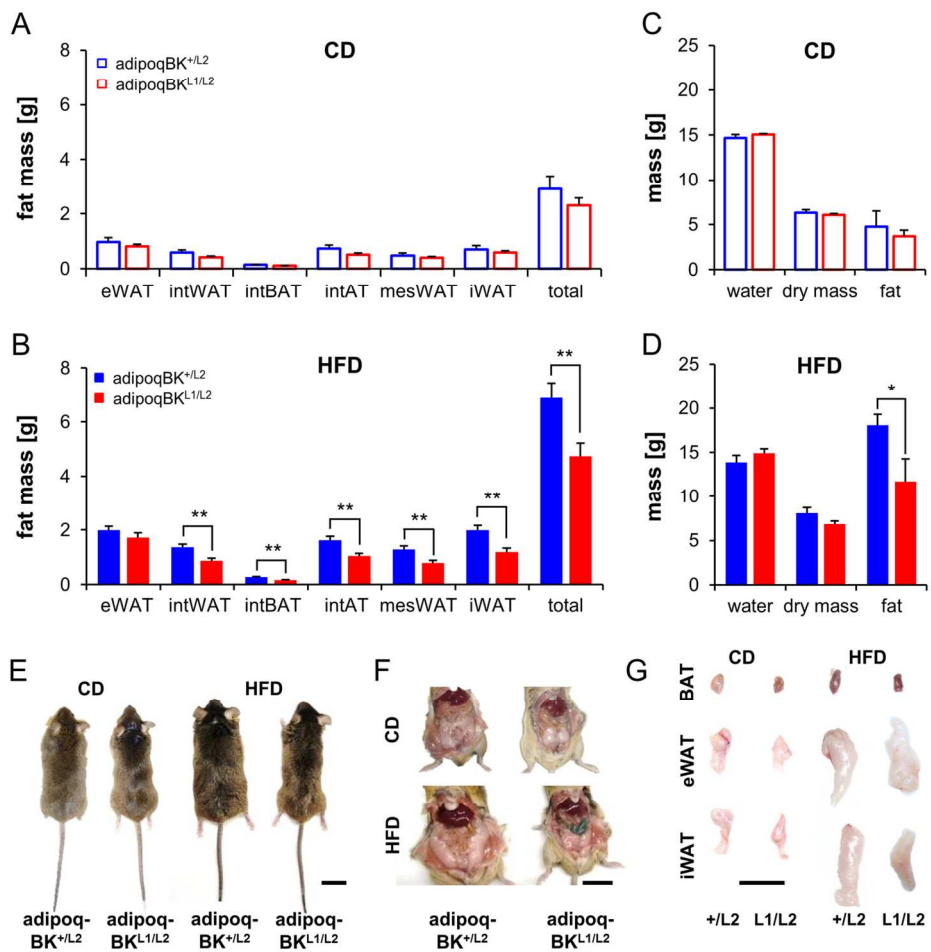 A
CD
fat mass [g]
8
6
4
2
0
adipoqBK+/L2
adipoqBKL1/L2
eWAT intWAT intBAT intAT mesWAT iWAT total
C
CD
mass [g]
25
20
15
10
5
0
water dry mass fat
B
HFD
fat mass [g]
8
6
4
2
0
adipoqBK+/L2
adipoqBKL1/L2
** ** ** ** ** **
eWAT intWAT intBAT intAT mesWAT iWAT total
D
HFD
mass [g]
25
20
15
10
5
0
*
water dry mass fat
E
CD HFD
adipoq-
BK+/L2
adipoq-
BKL1/L2
adipoq-
BK+/L2
adipoq-
BKL1/L2
F
CD
HFD
adipoq-
BK+/L2
adipoq-
BKL1/L2
G
CD HFD
BAT
eWAT
iWAT
+/L2 L1/L2 +/L2 L1/L2